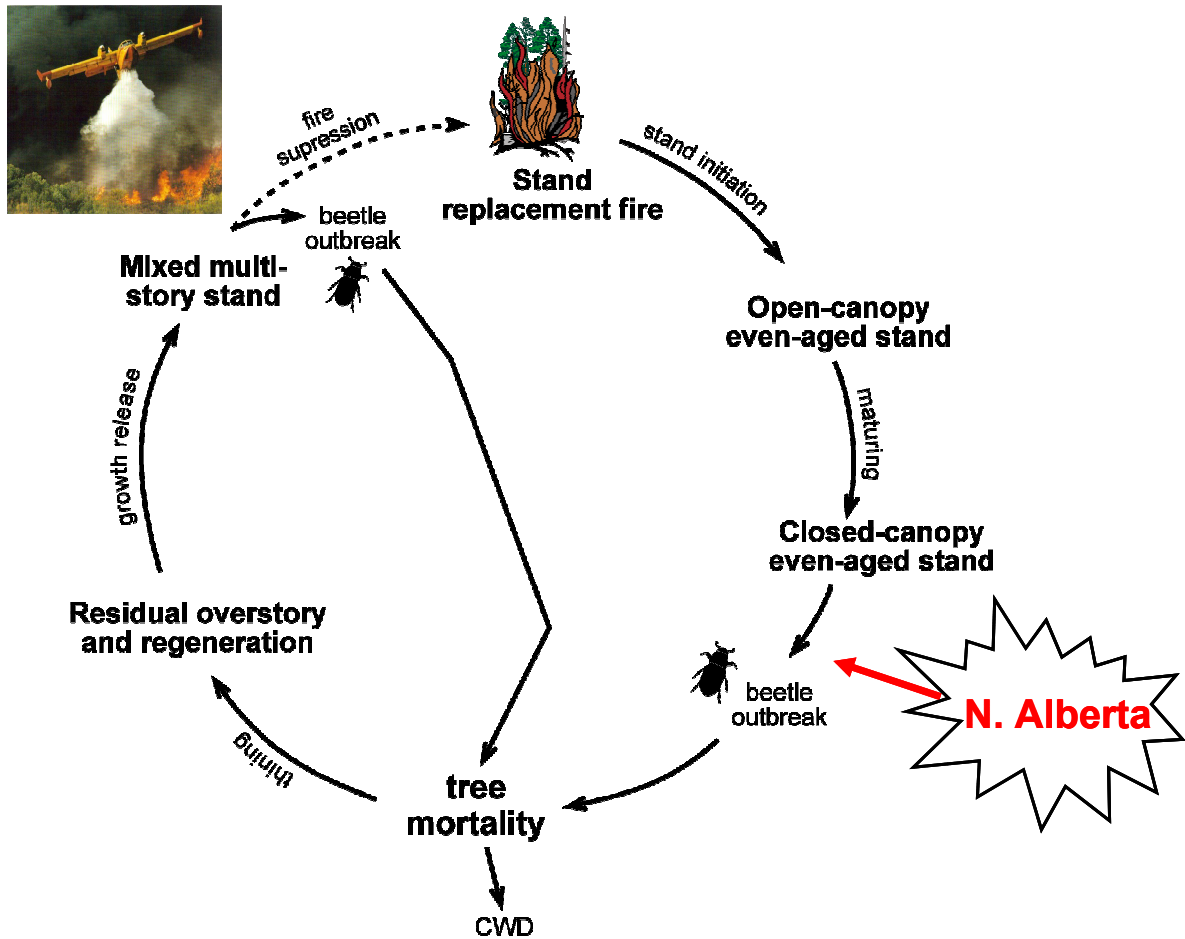 fire
supression
Stand
replacement fire
stand initiation
beetle
outbreak
Mixed multi-
story stand
Open-canopy
even-aged stand
maturing
growth release
Closed-canopy
even-aged stand
Residual overstory
and regeneration
beetle
outbreak
N. Alberta
thining
tree
mortality
CWD